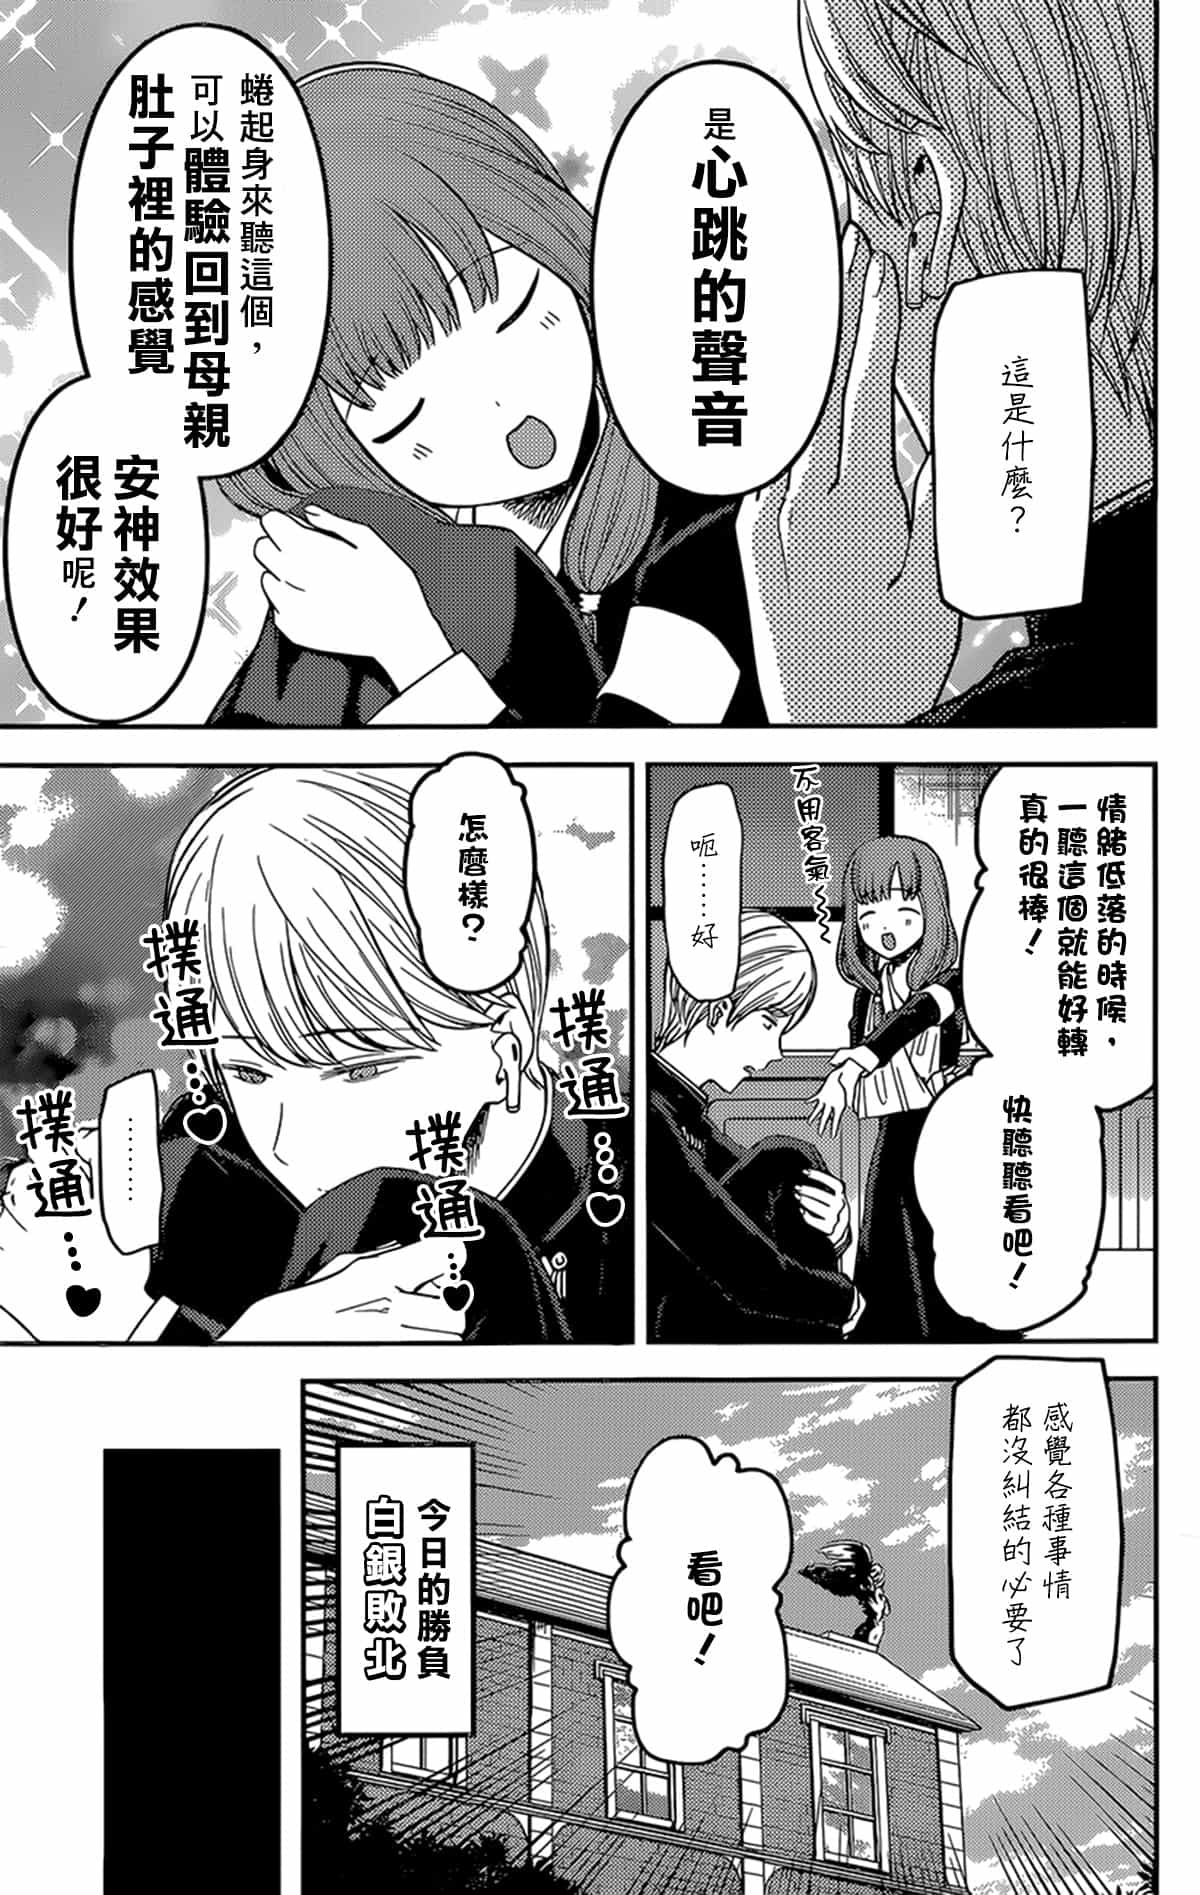 這是什麼?
是心跳的聲音
蜷起身來聽這個，
可以體驗回到母親
肚子裡的感覺
安神效果
很好呢！
情緒低落的時候，
一聽這個就能好轉
真的很棒！
快聽聽看吧！
不用客氣～
呃……好
怎麼樣？
撲通…♥
撲通…♥
撲通…♥
撲通…♥
………
感覺各種事情
都沒糾結的必要了
看吧！
今日的勝負
白銀敗北